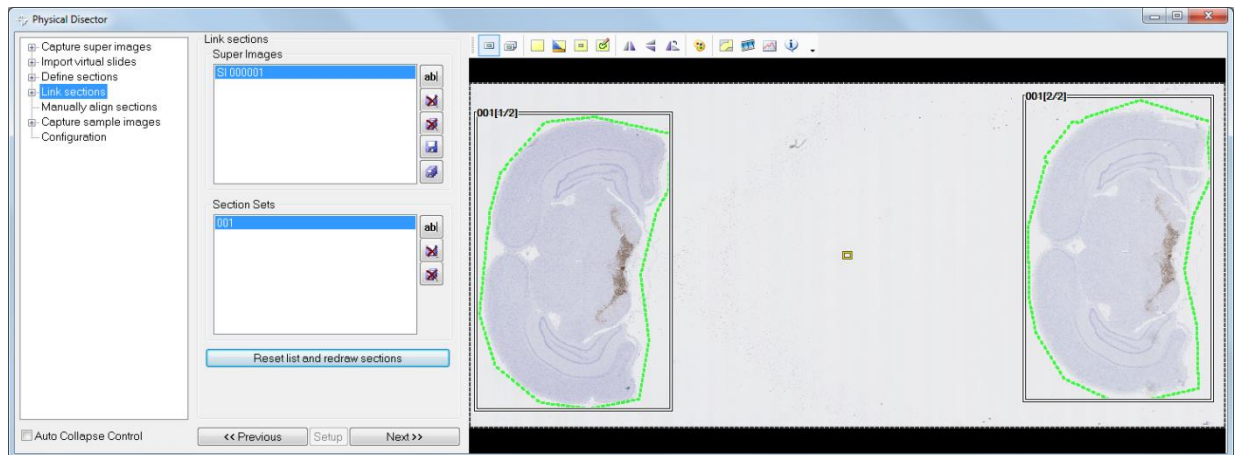 Physical Disector
Capture super images
Import virtual slides
Define sections
Link sections
Manually align sections
Capture sample images
Configuration
Auto Collapse Control
Link sections
Super Images
SI 000001
ab|
Section Sets
001
ab|
Reset list and redraw sections
<< Previous
Setup
Next >>
001[1/2]
001[2/2]